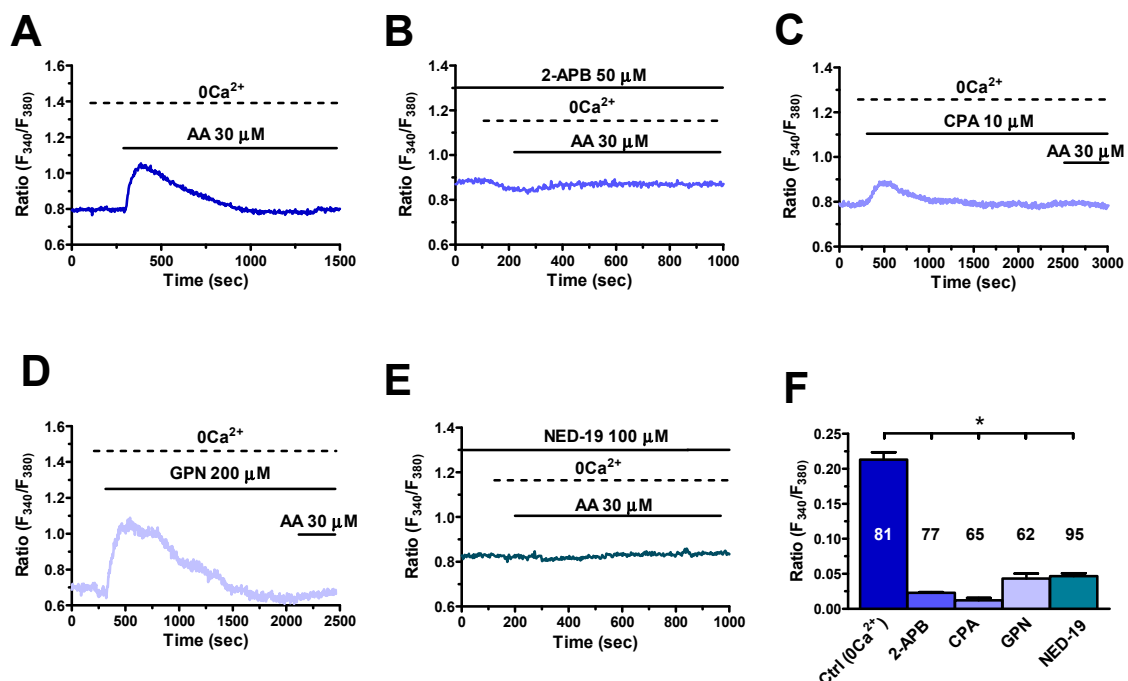 A
Ratio (F340/F380)
1.4
1.2
1.0
0.8
0.6
0Ca2+
AA 30 µM
0 500 1000 1500
Time (sec)
B
Ratio (F340/F380)
1.4
1.2
1.0
0.8
0.6
2-APB 50 µM
0Ca2+
AA 30 µM
0 200 400 600 800 1000
Time (sec)
C
Ratio (F340/F380)
1.4
1.2
1.0
0.8
0.6
0Ca2+
CPA 10 µM
AA 30 µM
0 500 1000 1500 2000 2500 3000
Time (sec)
D
Ratio (F340/F380)
1.6
1.4
1.2
1.0
0.8
0.6
0Ca2+
GPN 200 µM
AA 30 µM
0 500 1000 1500 2000 2500
Time (sec)
E
Ratio (F340/F380)
1.4
1.2
1.0
0.8
0.6
NED-19 100 µM
0Ca2+
AA 30 µM
0 200 400 600 800 1000
Time (sec)
F
Ratio (F340/F380)
*
0.25
0.20
0.15
0.10
0.05
0.00
81 77 65 62 95
Ctrl (0Ca2+) 2-APB CPA GPN NED-19